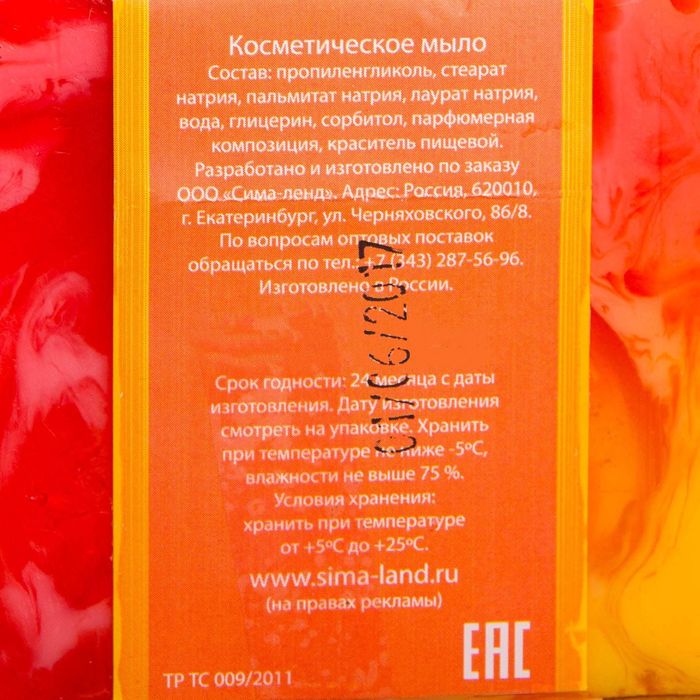 Косметическое мыло
Состав: пропиленгликоль, стеарат
натрия, пальмитат натрия, лаурат натрия,
вода, глицерин, сорбитол, парфюмерная
композиция, краситель пищевой.
Разработано и изготовлено по заказу
ООО «Сима-ленд». Адрес: Россия, 620010,
г. Екатеринбург, ул. Черняховского, 86/8.
По вопросам оптовых поставок
обращаться по тел.: +7 (343) 287-56-96.
Изготовлено в России.
Срок годности: 24 месяца с даты
изготовления. Дату изготовления
смотреть на упаковке. Хранить
при температуре не ниже -5ºС,
влажности не выше 75 %.
Условия хранения:
хранить при температуре
от +5ºС до +25ºС.
www.sima-land.ru
(на правах рекламы)
ТР ТС 009/2011
EAC